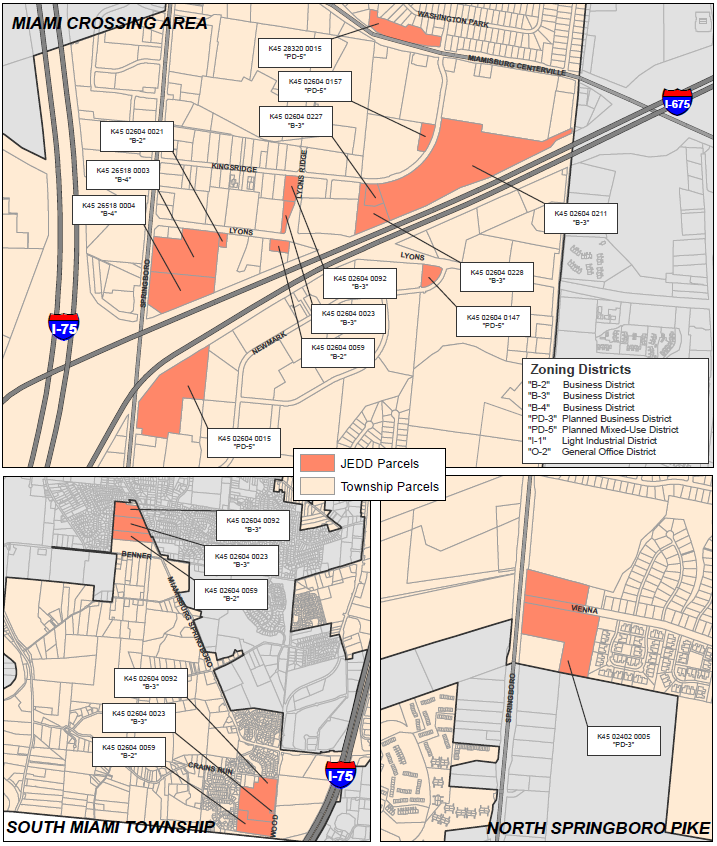 MIAMI CROSSING AREA
WASHINGTON PARK
K45 28320 0015
"PD-5"
MIAMISBURG CENTERVILLE
K45 02604 0157
"PD-5"
I-675
K45 02604 0227
"B-3"
K45 02604 0021
"B-2"
KINGSRIDGE
LYONS RIDGE
K45 26518 0003
"B-4"
K45 26518 0004
"B-4"
K45 02604 0211
"B-3"
LYONS
LYONS
K45 02604 0228
"B-3"
SPRINGBORO
K45 02604 0092
"B-3"
K45 02604 0023
"B-3"
K45 02604 0147
"PD-5"
I-75
NEWMARK
K45 02604 0059
"B-2"
Zoning Districts
"B-2" Business District
"B-3" Business District
"B-4" Business District
"PD-3" Planned Business District
"PD-5" Planned Mixed-Use District
"I-1" Light Industrial District
"O-2" General Office District
K45 02604 0015
"PD-5"
JEDD Parcels
Township Parcels
K45 02604 0092
"B-3"
BENNER
K45 02604 0023
"B-3"
K45 02604 0059
"B-2"
MIAMISBURG SPRINGBORO
K45 02604 0092
"B-3"
K45 02604 0023
"B-3"
K45 02604 0059
"B-2"
CRAINS RUN
I-75
WOOD
SOUTH MIAMI TOWNSHIP
VIENNA
SPRINGBORO
K45 02402 0005
"PD-3"
NORTH SPRINGBORO PIKE